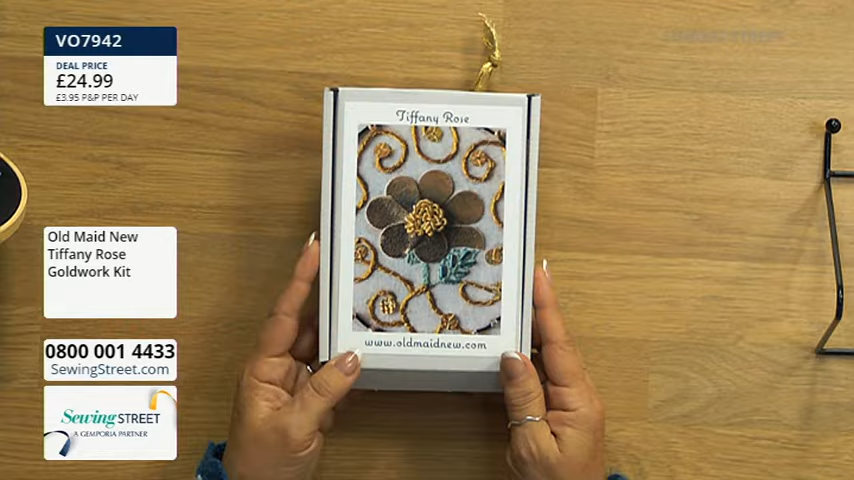 VO7942
DEAL PRICE
£24.99
£3.95 P&P PER DAY
Old Maid New
Tiffany Rose
Goldwork Kit
0800 001 4433
SewingStreet.com
Sewing STREET
A GEMPORIA PARTNER
Tiffany Rose
www.oldmaidnew.com